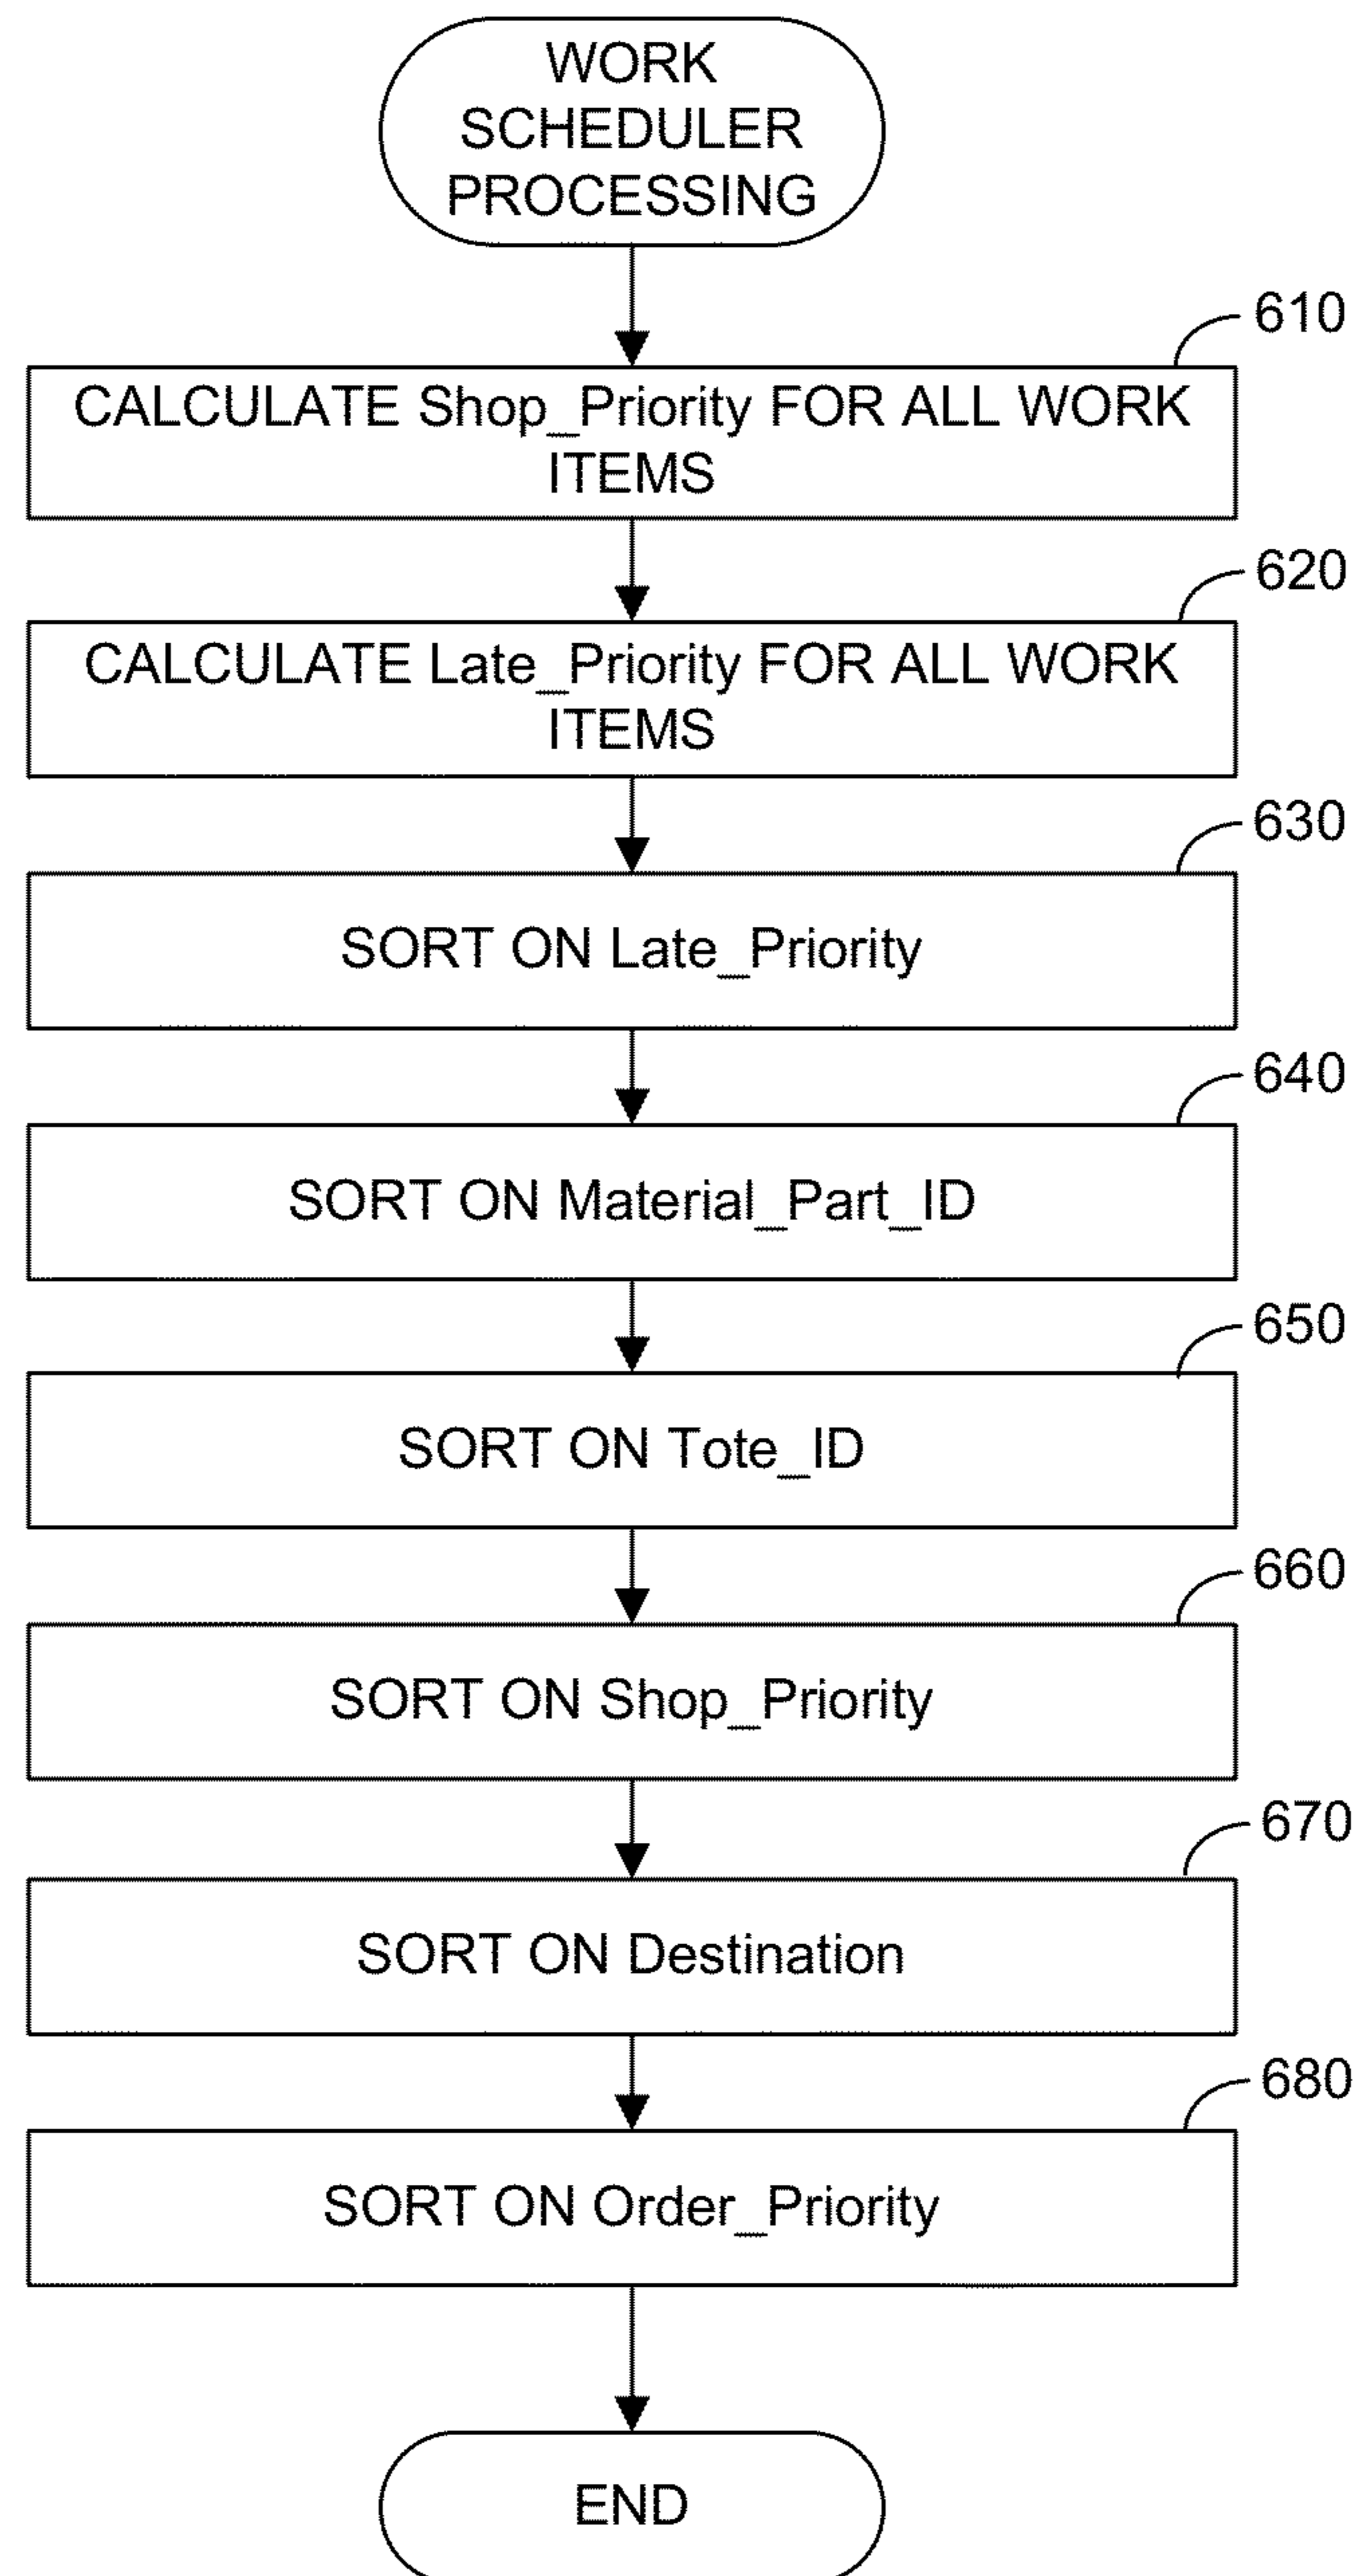 WORK
SCHEDULER
PROCESSING
610
CALCULATE Shop_Priority FOR ALL WORK
ITEMS
620
CALCULATE Late_Priority FOR ALL WORK
ITEMS
630
SORT ON Late_Priority
640
SORT ON Material_Part_ID
650
SORT ON Tote_ID
660
SORT ON Shop_Priority
670
SORT ON Destination
680
SORT ON Order_Priority
END